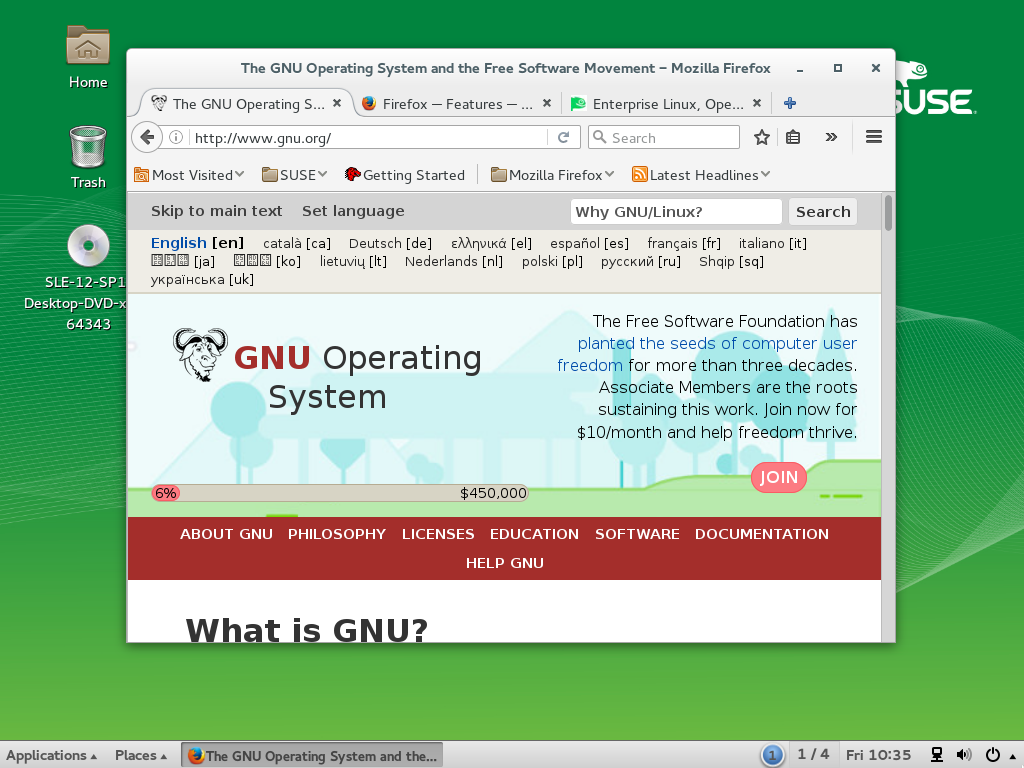 Home
Trash
SLE-12-SP1
Desktop-DVD-x
64343
SUSE
The GNU Operating System and the Free Software Movement – Mozilla Firefox
The GNU Operating S...
Firefox — Features — ...
Enterprise Linux, Ope...
http://www.gnu.org/
Search
Most Visited
SUSE
Getting Started
Mozilla Firefox
Latest Headlines
Skip to main text Set language
Why GNU/Linux?
Search
English [en] català [ca] Deutsch [de] ελληνικά [el] español [es] français [fr] italiano [it]
[ja] [ko] lietuvių [lt] Nederlands [nl] polski [pl] русский [ru] Shqip [sq]
українська [uk]
GNU Operating
System
The Free Software Foundation has
planted the seeds of computer user
freedom for more than three decades.
Associate Members are the roots
sustaining this work. Join now for
$10/month and help freedom thrive.
JOIN
6% $450,000
ABOUT GNU PHILOSOPHY LICENSES EDUCATION SOFTWARE DOCUMENTATION
HELP GNU
What is GNU?
Applications Places The GNU Operating System and the... 1 1 / 4 Fri 10:35